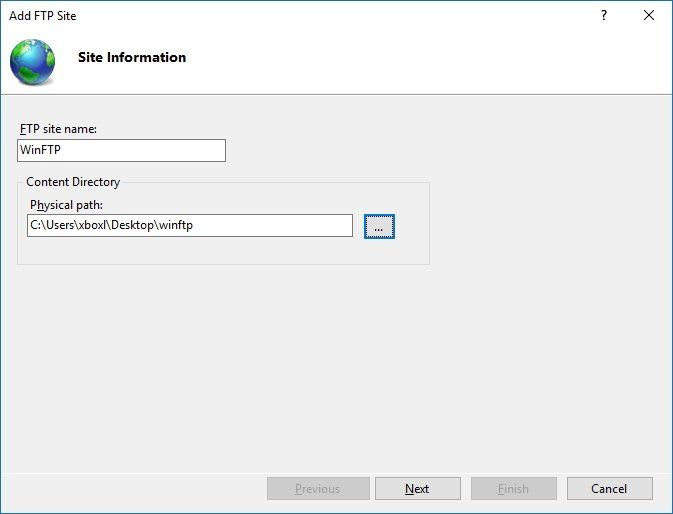 Add FTP Site
?
Site Information
FTP site name:
WinFTP
Content Directory
Physical path:
C:\Users\xboxl\Desktop\winftp
...
Previous
Next
Finish
Cancel